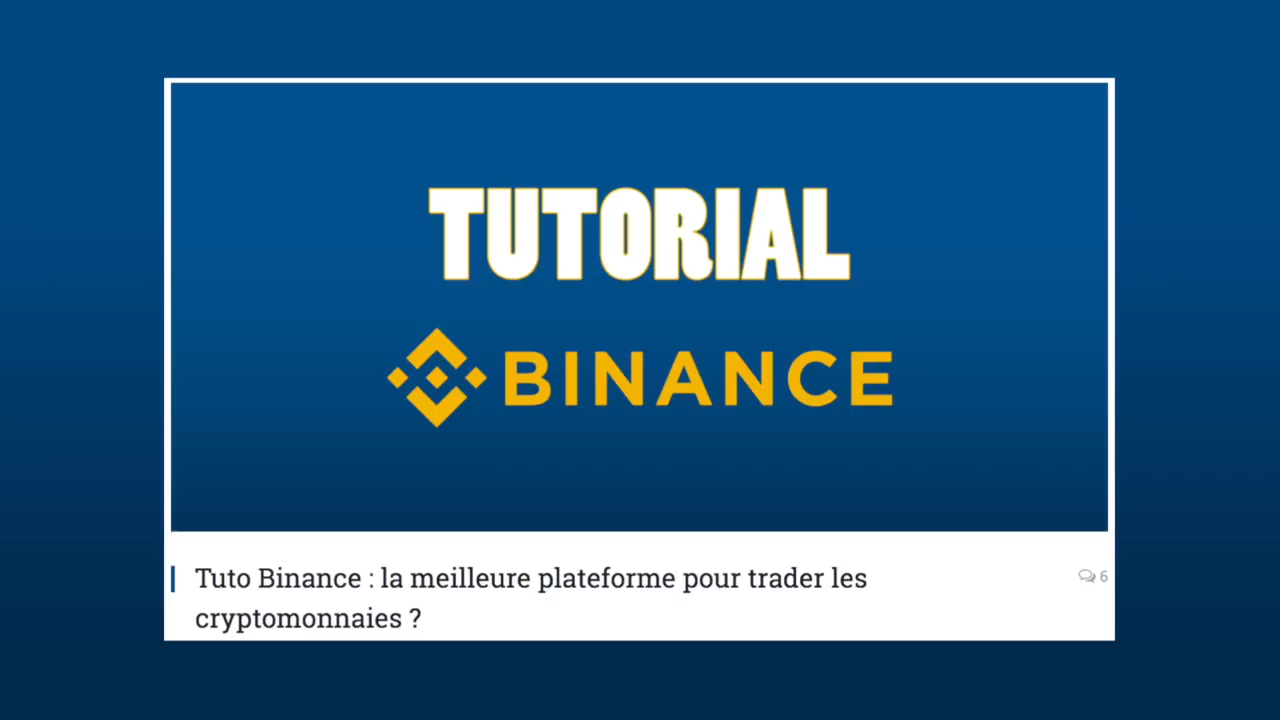 TUTORIAL
BINANCE
Tuto Binance : la meilleure plateforme pour trader les
6
cryptomonnaies ?